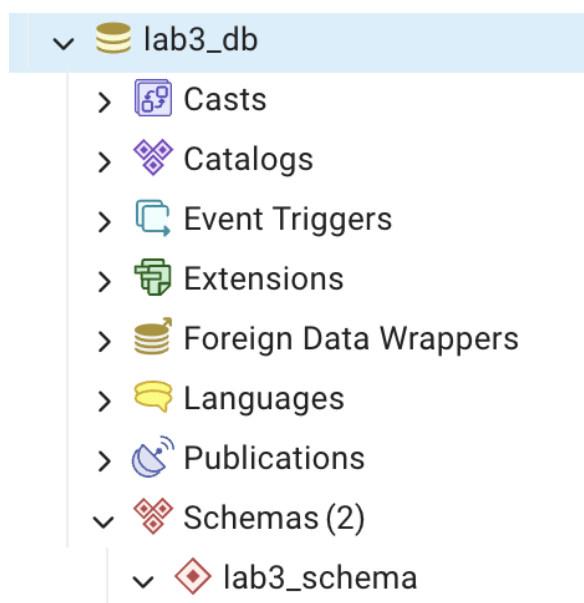 lab3_db
Casts
Catalogs
Event Triggers
Extensions
Foreign Data Wrappers
Languages
Publications
Schemas (2)
lab3_schema